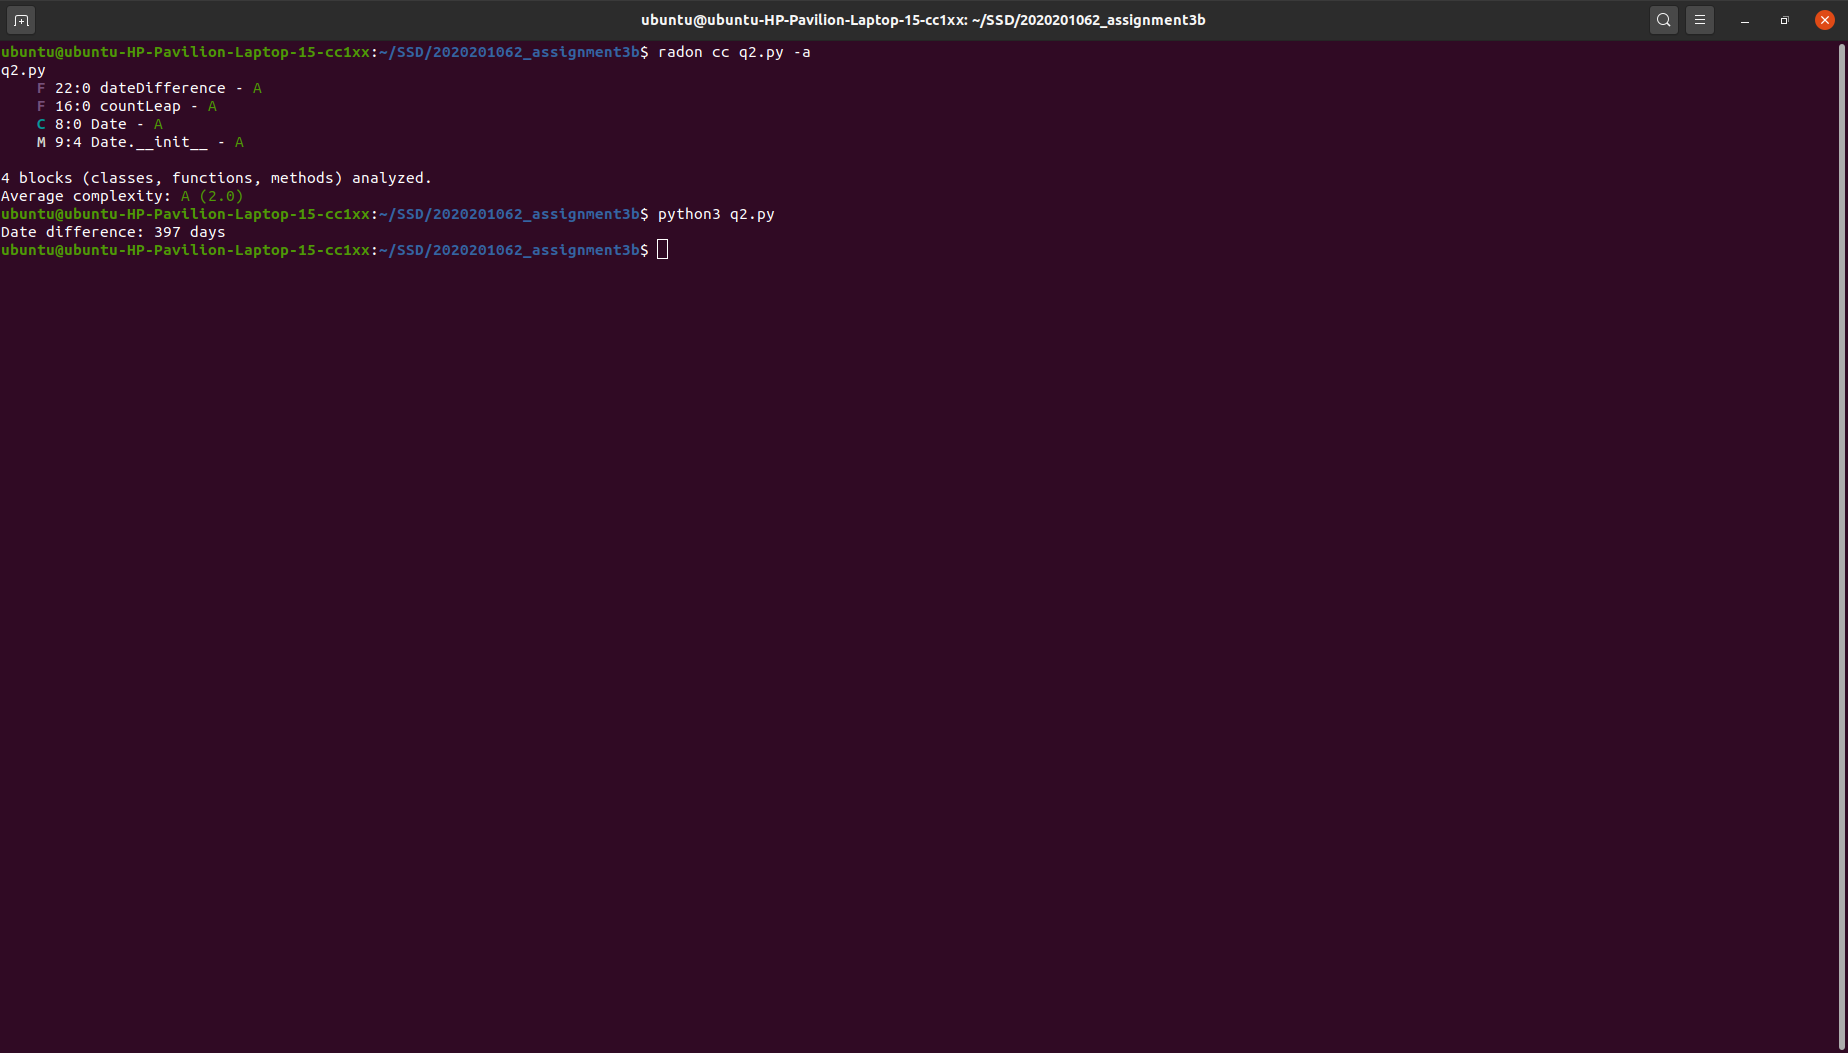 ubuntu@ubuntu-HP-Pavilion-Laptop-15-cc1xx: ~/SSD/2020201062_assignment3b
ubuntu@ubuntu-HP-Pavilion-Laptop-15-cc1xx:~/SSD/2020201062_assignment3b$ radon cc q2.py -a
q2.py
    F 22:0 dateDifference - A
    F 16:0 countLeap - A
    C 8:0 Date - A
    M 9:4 Date.__init__ - A
4 blocks (classes, functions, methods) analyzed.
Average complexity: A (2.0)
ubuntu@ubuntu-HP-Pavilion-Laptop-15-cc1xx:~/SSD/2020201062_assignment3b$ python3 q2.py
Date difference: 397 days
ubuntu@ubuntu-HP-Pavilion-Laptop-15-cc1xx:~/SSD/2020201062_assignment3b$